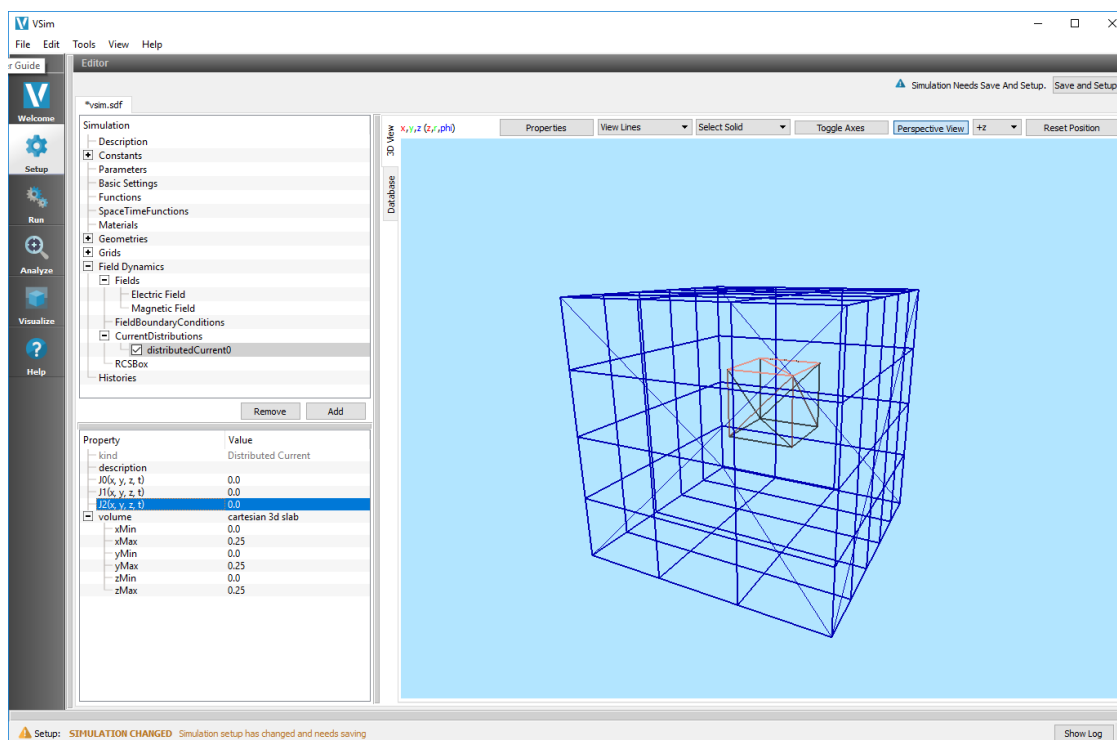 VSim
File Edit Tools View Help
er Guide
Editor
Simulation Needs Save And Setup. Save and Setup
*vsim.sdf
Welcome
Setup
Run
Analyze
Visualize
Help
Simulation
Description
Constants
Parameters
Basic Settings
Functions
SpaceTimeFunctions
Materials
Geometries
Grids
Field Dynamics
Fields
Electric Field
Magnetic Field
FieldBoundaryConditions
CurrentDistributions
distributedCurrent0
RCSBox
Histories
Remove Add
Property Value
kind Distributed Current
description
J0(x, y, z, t) 0.0
J1(x, y, z, t) 0.0
J2(x, y, z, t) 0.0
volume cartesian 3d slab
xMin 0.0
xMax 0.25
yMin 0.0
yMax 0.25
zMin 0.0
zMax 0.25
3D View
Database
x,y,z (z,r,phi) Properties View Lines Select Solid Toggle Axes Perspective View +z Reset Position
Setup: SIMULATION CHANGED Simulation setup has changed and needs saving Show Log